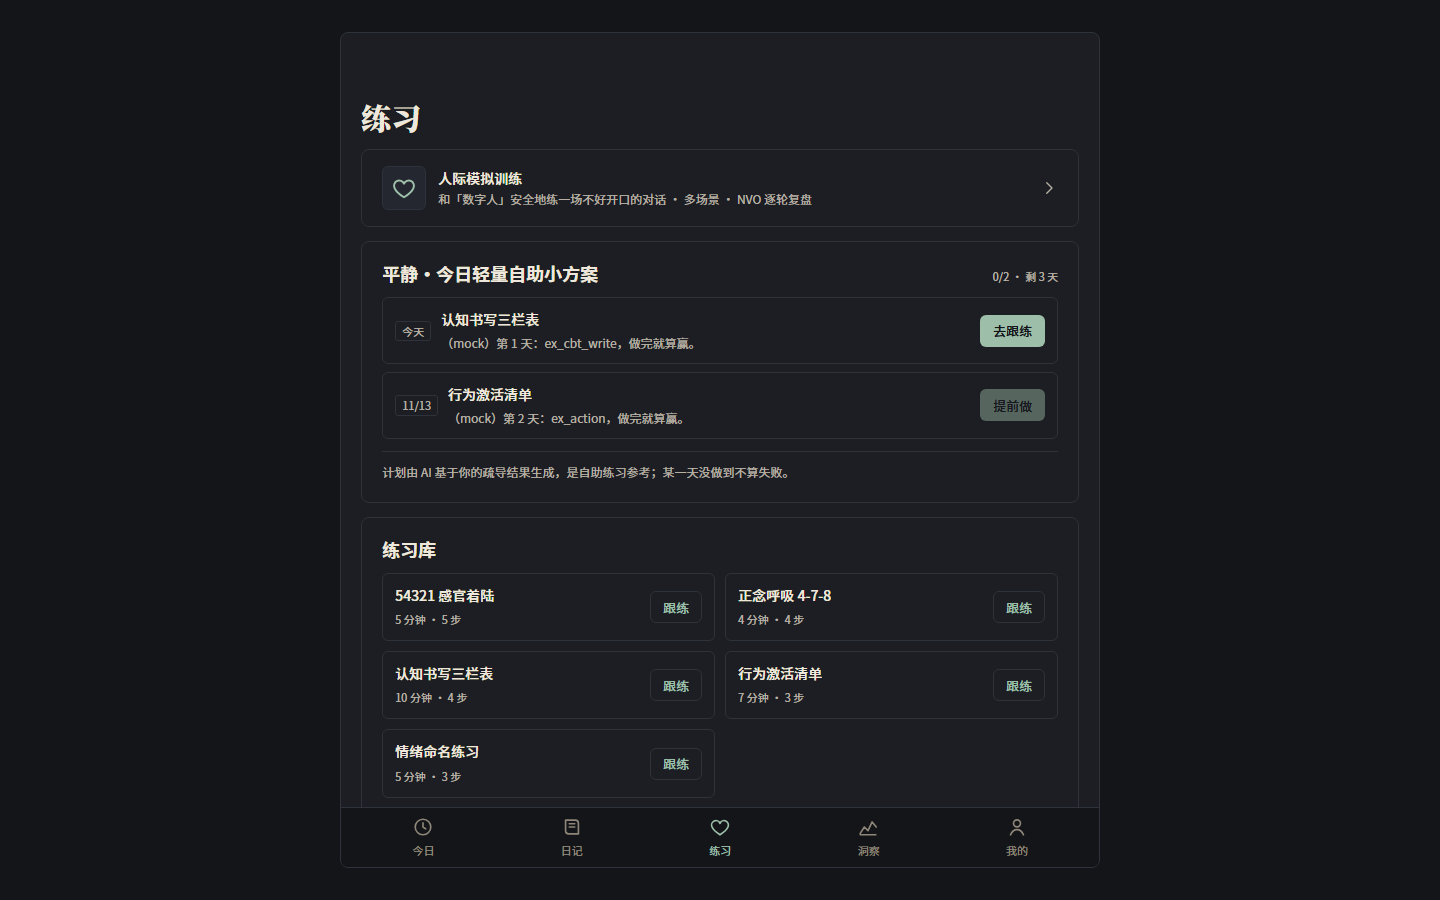 练习
人际模拟训练
和「数字人」安全地练一场不好开口的对话 · 多场景 · NVO 逐轮复盘
平静·今日轻量自助小方案
0/2 · 剩 3 天
今天
认知书写三栏表
（mock）第 1 天：ex_cbt_write，做完就算赢。
去跟练
11/13
行为激活清单
（mock）第 2 天：ex_action，做完就算赢。
提前做
计划由 AI 基于你的疏导结果生成，是自助练习参考；某一天没做到不算失败。
练习库
54321 感官着陆
5 分钟 · 5 步
跟练
正念呼吸 4-7-8
4 分钟 · 4 步
跟练
认知书写三栏表
10 分钟 · 4 步
跟练
行为激活清单
7 分钟 · 3 步
跟练
情绪命名练习
5 分钟 · 3 步
跟练
今日
日记
练习
洞察
我的